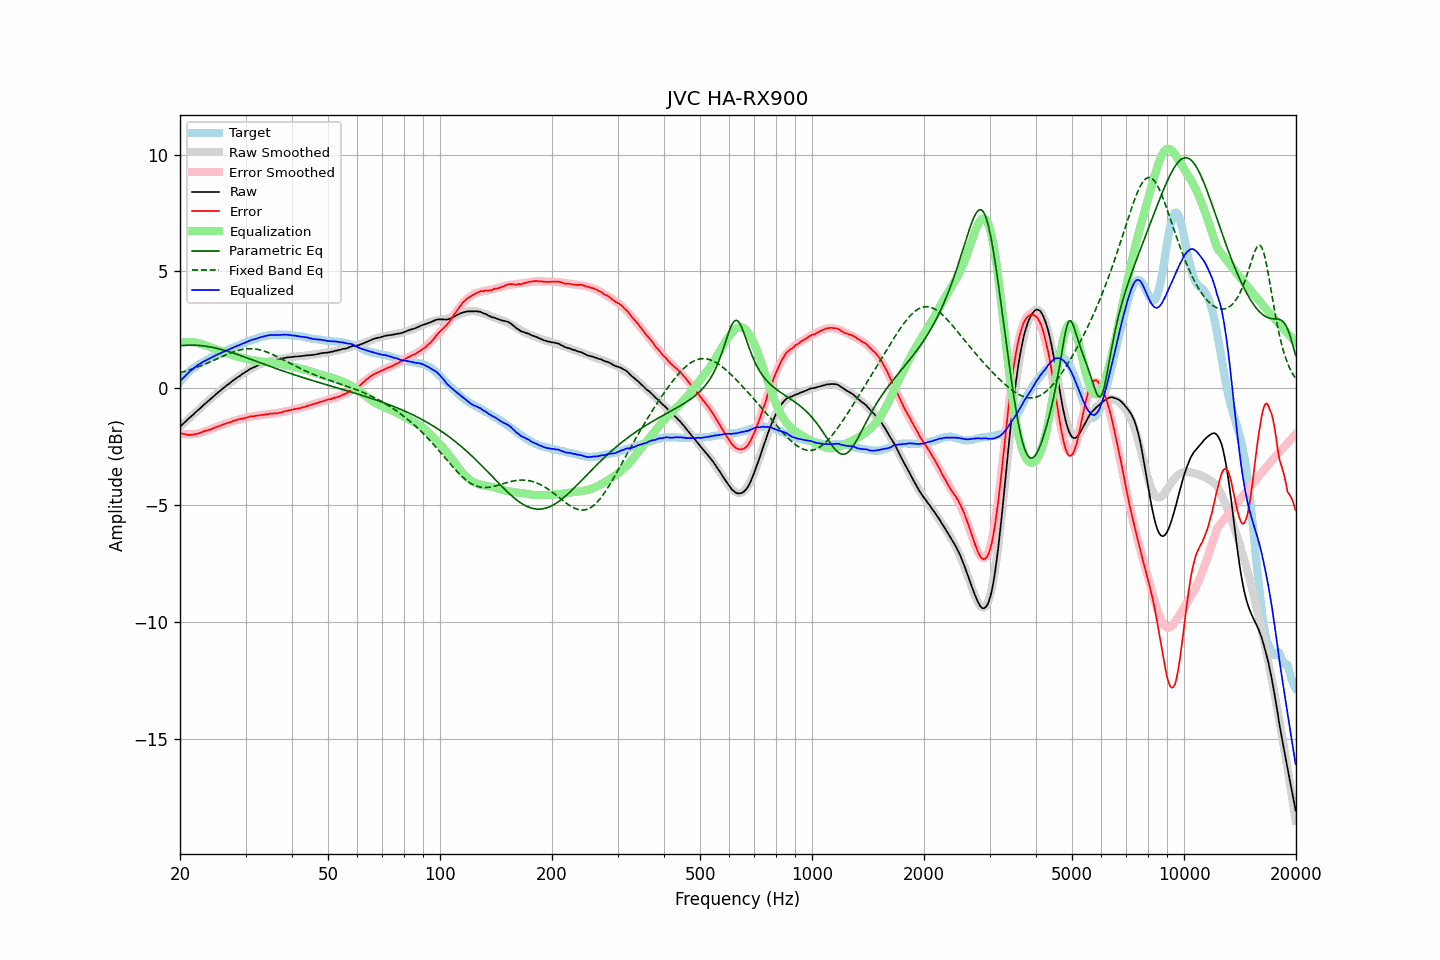 JVC HA-RX900
Target
Raw Smoothed
Error Smoothed
Raw
Error
Equalization
Parametric Eq
Fixed Band Eq
Equalized
10
5
0
−5
−10
−15
Amplitude (dBr)
20 50 100 200 500 1000 2000 5000 10000 20000
Frequency (Hz)